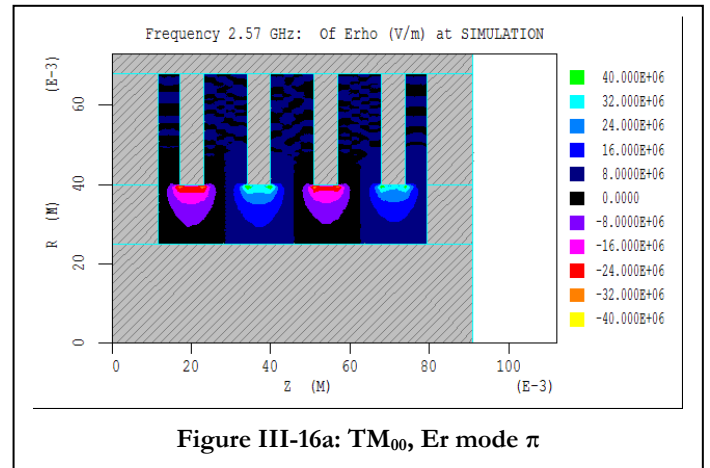 Frequency 2.57 GHz: Of Erho (V/m) at SIMULATION
(E-3)
60
40
20
0
R (M)
0 20 40 60 80 100
Z (M) (E-3)
40.000E+06
32.000E+06
24.000E+06
16.000E+06
8.0000E+06
0.0000
-8.0000E+06
-16.000E+06
-24.000E+06
-32.000E+06
-40.000E+06
Figure III-16a: TM₀₀, Er mode π